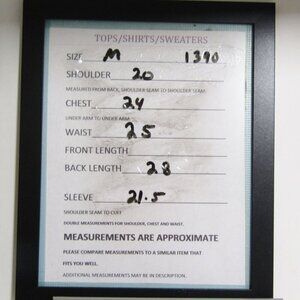 TOPS/SHIRTS/SWEATERS
SIZE M 1390
SHOULDER 20
MEASURED FROM BACK, SHOULDER SEAM TO SHOULDER SEAM.
CHEST 24
UNDER ARM TO UNDER ARM
WAIST 25
FRONT LENGTH
BACK LENGTH 28
SLEEVE 21.5
SHOULDER SEAM TO CUFF
DOUBLE MEASUREMENTS FOR SHOULDER, CHEST AND WAIST.
MEASUREMENTS ARE APPROXIMATE
PLEASE COMPARE MEASUREMENTS TO A SIMILAR ITEM THAT
FITS YOU WELL.
ADDITIONAL MEASUREMENTS MAY BE IN DESCRIPTION.